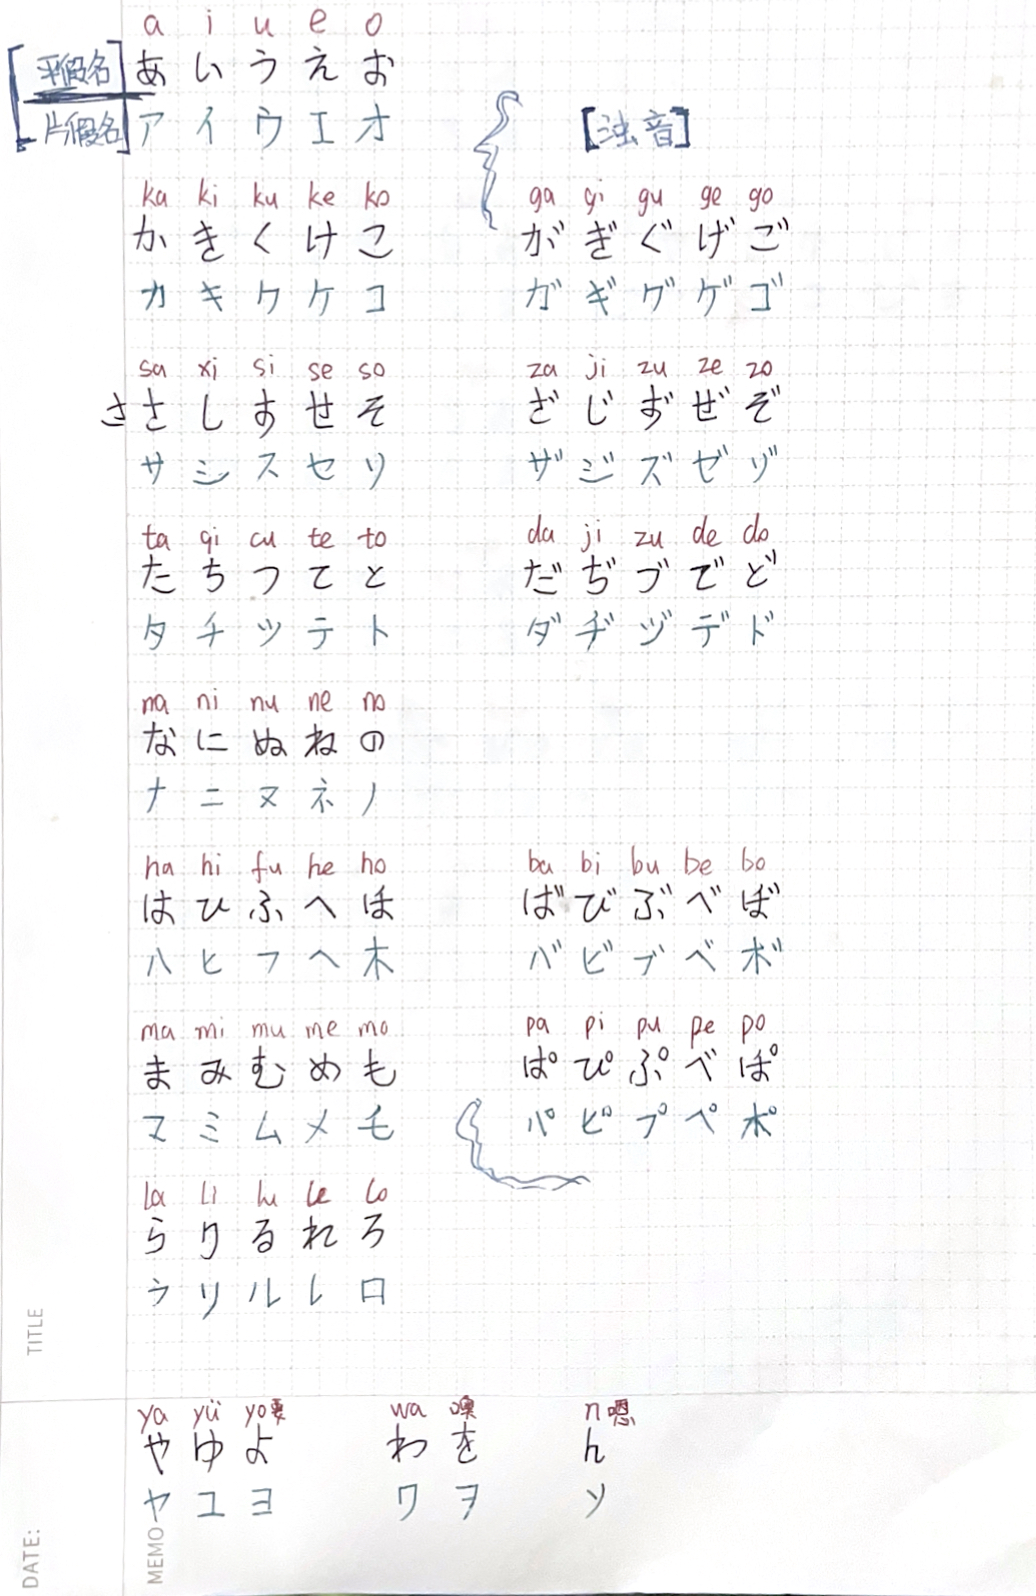 a i u e o
[平假名] あ い う え お
[片假名] ア イ ウ エ オ
[浊音]
ka ki ku ke ko
か き く け こ
カ キ ク ケ コ
ga gi gu ge go
が ぎ ぐ げ ご
ガ ギ グ ゲ ゴ
sa xi si se so
さ さ し す せ そ
サ シ ス セ ソ
za ji zu ze zo
ざ じ ず ぜ ぞ
ザ ジ ズ ゼ ゾ
ta qi cu te to
た ち つ て と
タ チ ツ テ ト
da ji zu de do
だ ぢ づ で ど
ダ ヂ ヅ デ ド
na ni nu ne no
な に ぬ ね の
ナ ニ ヌ ネ ノ
ha hi fu he ho
は ひ ふ へ ほ
ハ ヒ フ ヘ ホ
ba bi bu be bo
ば び ぶ べ ぼ
バ ビ ブ ベ ボ
ma mi mu me mo
ま み む め も
マ ミ ム メ モ
pa pi pu pe po
ぱ ぴ ぷ ぺ ぽ
パ ピ プ ペ ポ
la li lu le lo
ら り る れ ろ
ラ リ ル レ ロ
TITLE
ya yü yo要 wa 噢 n嗯
や ゆ よ わ を ん
ヤ ユ ヨ ワ ヲ ソ
DATE:
MEMO